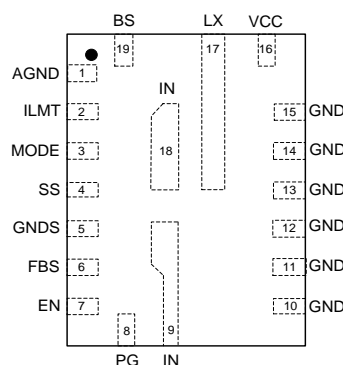 BS LX VCC
19 17 16
AGND 1
IN
ILMT 2 15 GND
MODE 3 18 14 GND
SS 4 13 GND
GNDS 5 12 GND
FBS 6 11 GND
EN 7 10 GND
8 9
PG IN